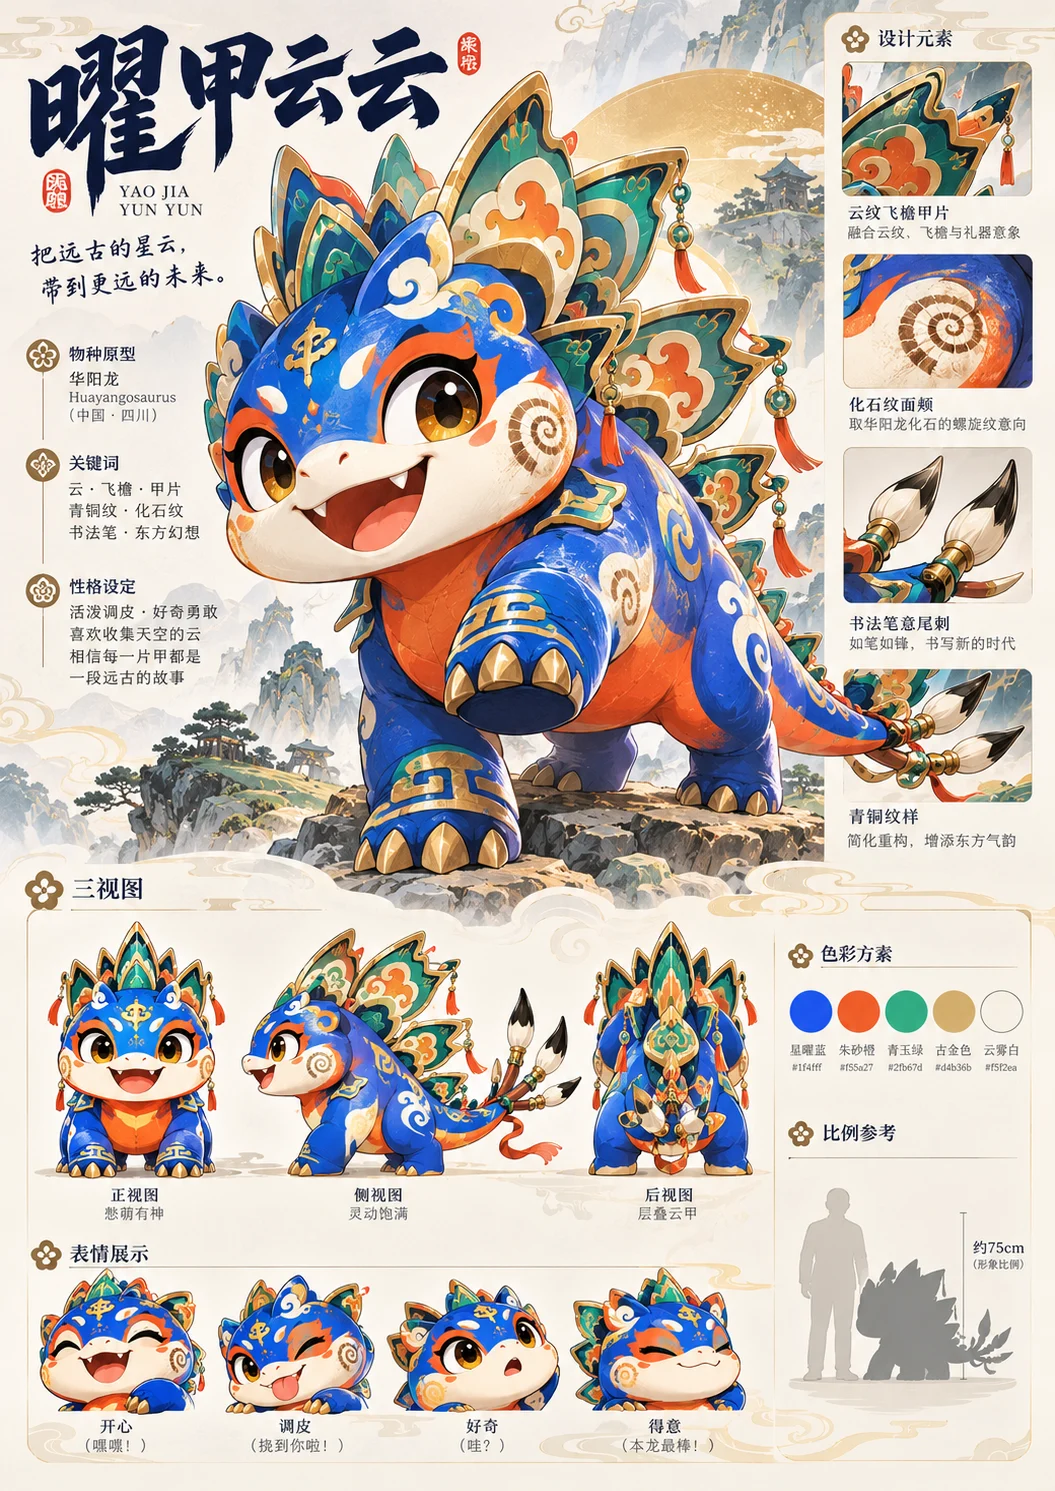 曜甲云云
YAO JIA
YUN YUN
把远古的星云，
带到更远的未来。
物种原型
华阳龙
Huayangosaurus
（中国·四川）
关键词
云·飞檐·甲片
青铜纹·化石纹
书法笔·东方幻想
性格设定
活泼调皮·好奇勇敢
喜欢收集天空的云
相信每一片甲都是
一段远古的故事
设计元素
云纹飞檐甲片
融合云纹、飞檐与礼器意象
化石纹面颊
取华阳龙化石的螺旋纹意向
书法笔意尾刺
如笔如锋，书写新的时代
青铜纹样
简化重构，增添东方气韵
三视图
正视图
憨萌有神
侧视图
灵动饱满
后视图
层叠云甲
色彩方素
星曜蓝
#1f4fff
朱砂橙
#f55a27
青玉绿
#2fb67d
古金色
#d4b36b
云雾白
#f5f2ea
比例参考
约75cm
（形象比例）
表情展示
开心
（嘿嘿！）
调皮
（挠到你啦！）
好奇
（哇？）
得意
（本龙最棒！）